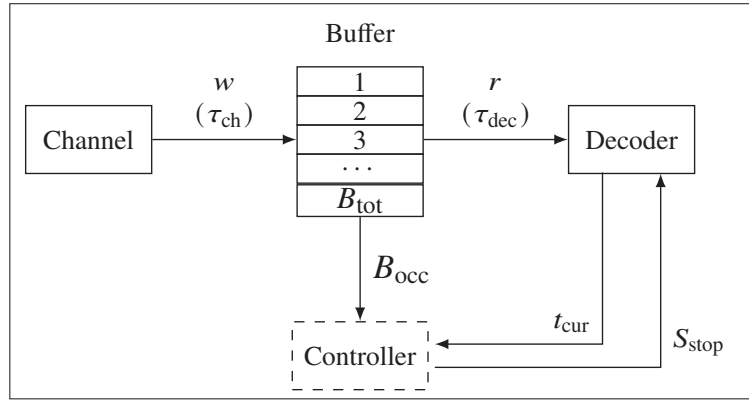 Buffer
w
(τch)
r
(τdec)
1
2
3
...
Btot
Channel
Decoder
Bocc
tcur
Sstop
Controller